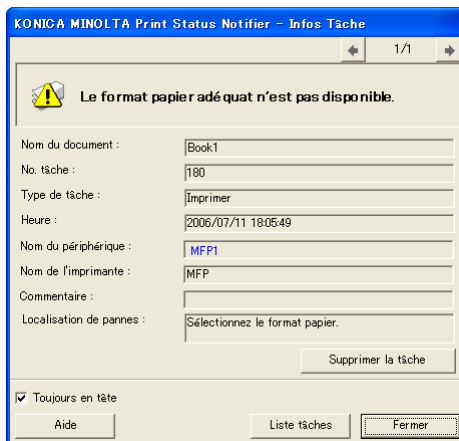 KONICA MINOLTA Print Status Notifier - Infos Tâche
1/1
Le format papier adéquat n'est pas disponible.
Nom du document : Book1
No. tâche : 180
Type de tâche : Imprimer
Heure : 2006/07/11 18:05:49
Nom du périphérique : MFP1
Nom de l'imprimante : MFP
Commentaire :
Localisation de pannes : Sélectionnez le format papier.
Supprimer la tâche
Toujours en tête
Aide Liste tâches Fermer